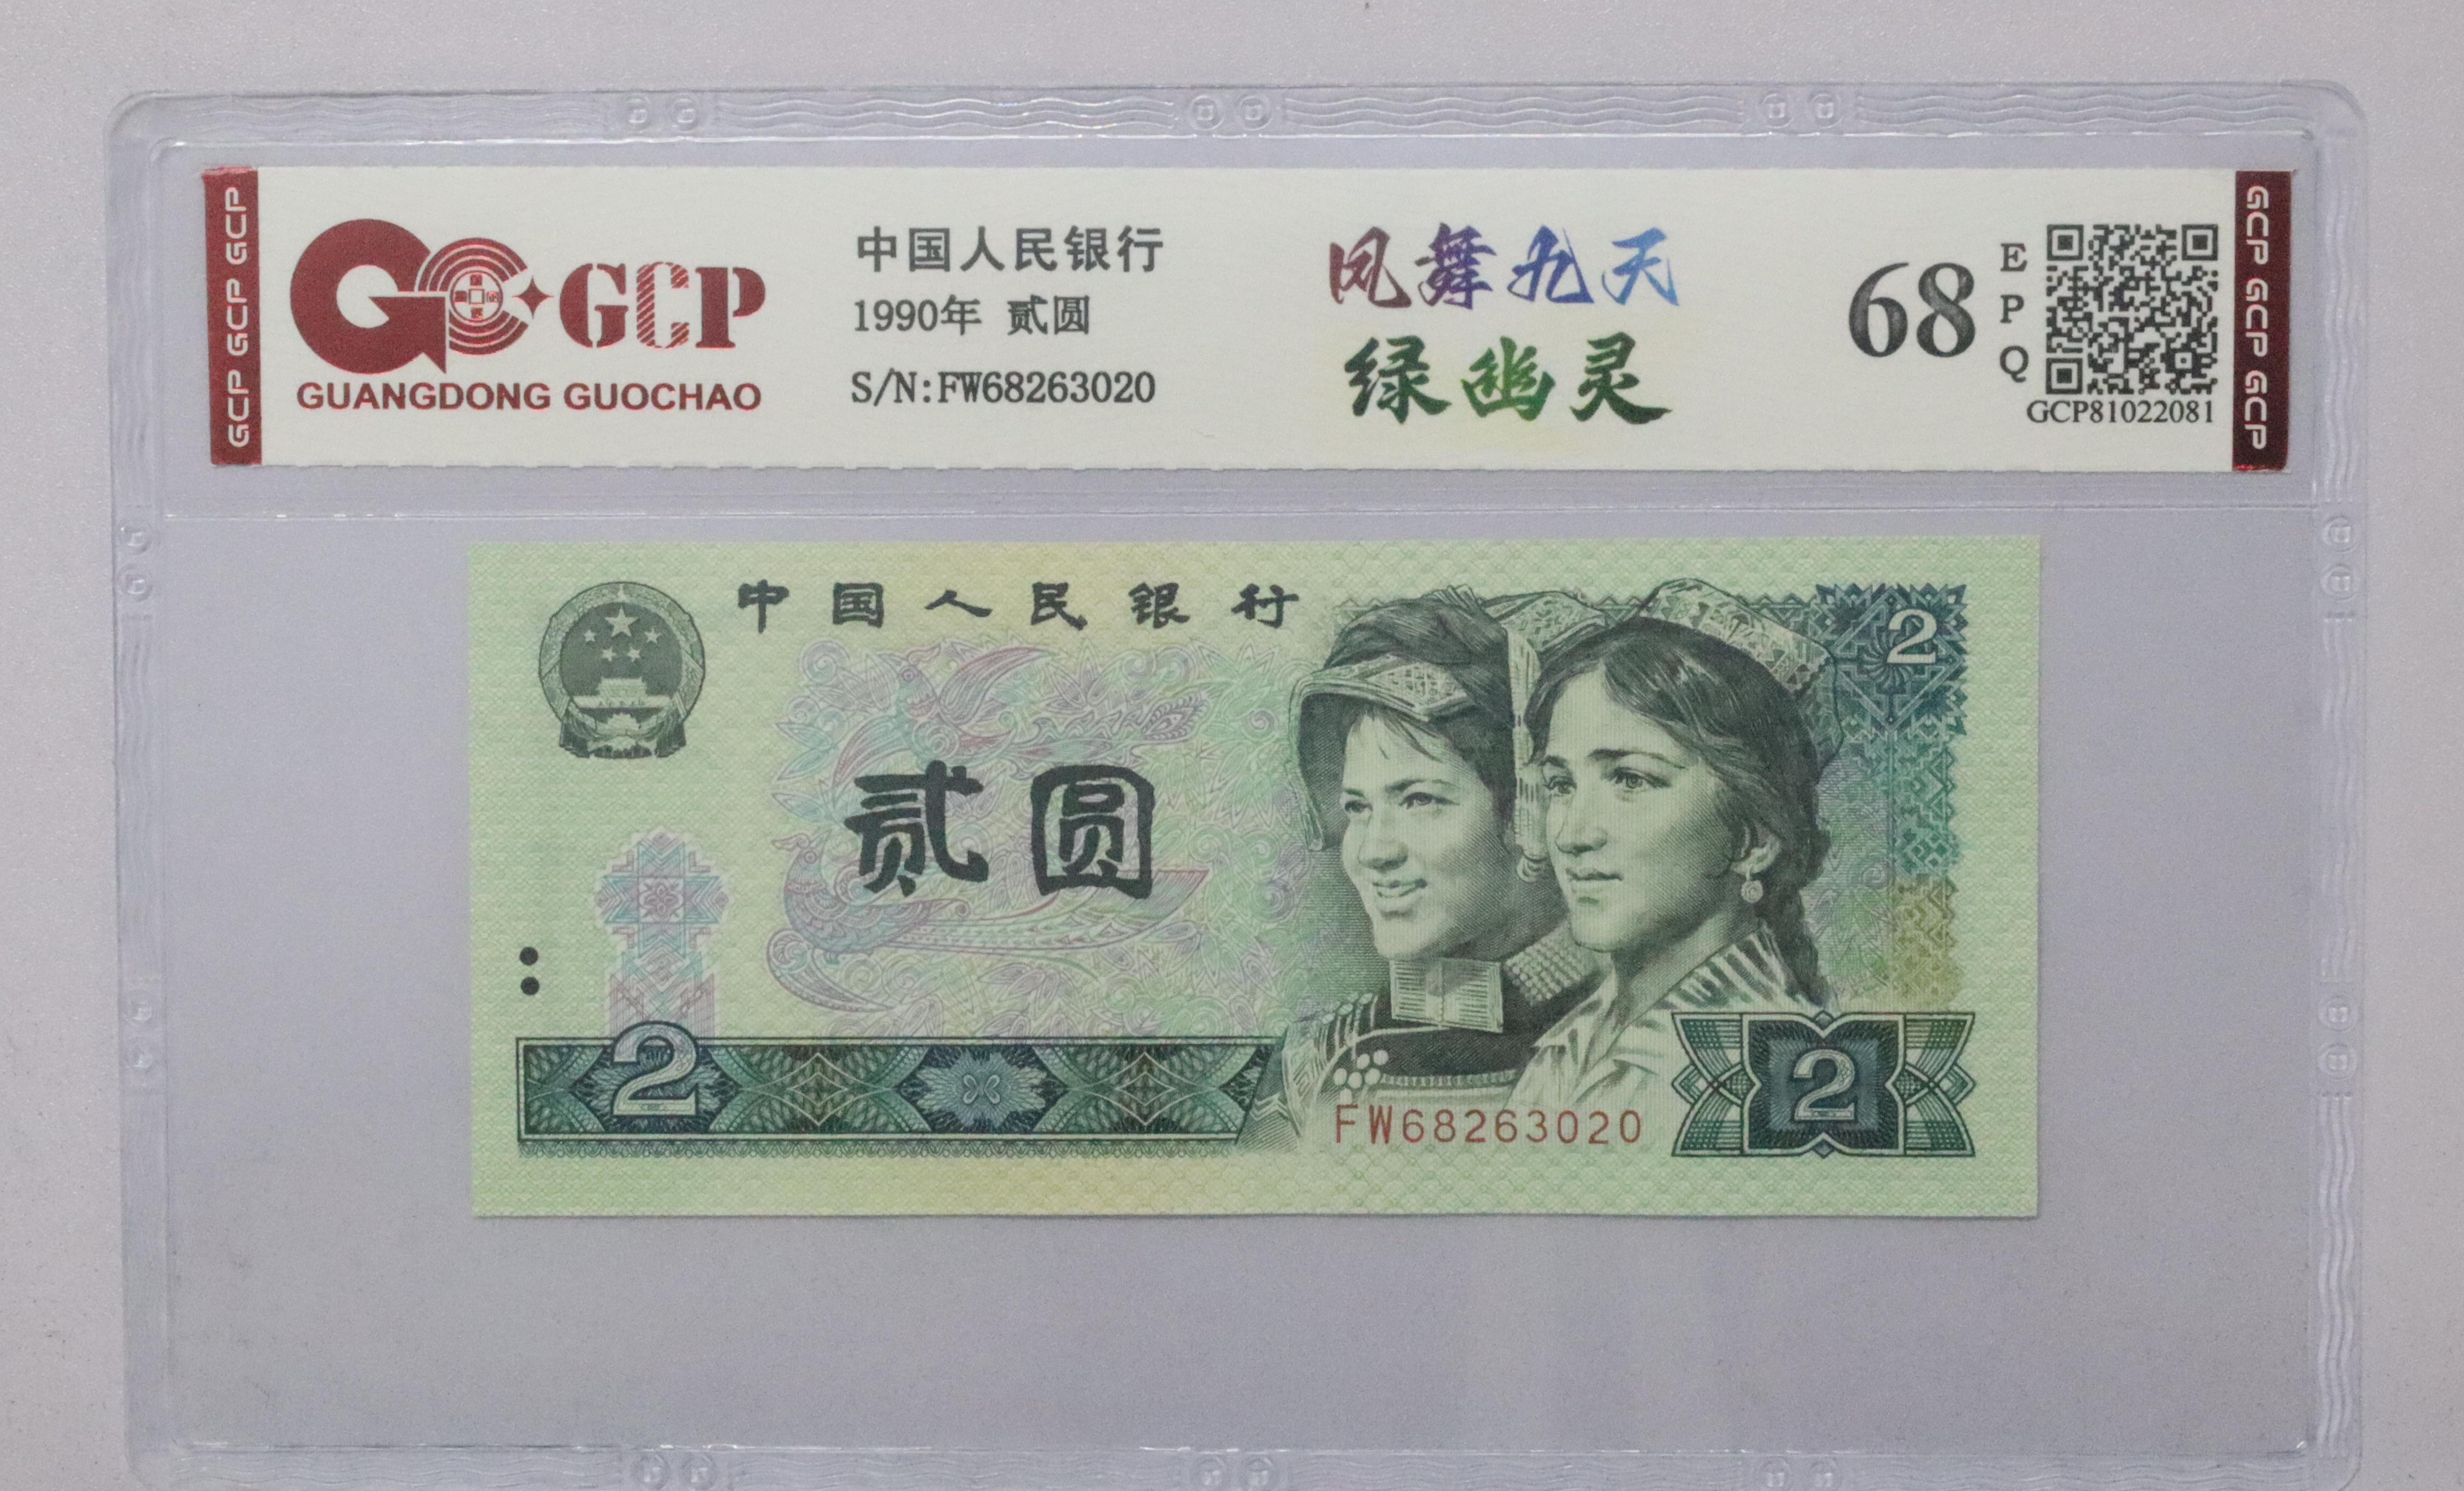 GCP GCP GCP
GCP
GUANGDONG GUOCHAO
中国人民银行
1990年 贰圆
S/N:FW68263020
凤舞九天
绿幽灵
68
EPQ
GCP81022081
GCP GCP GCP
中国人民银行
2
贰圆
2
FW68263020
2